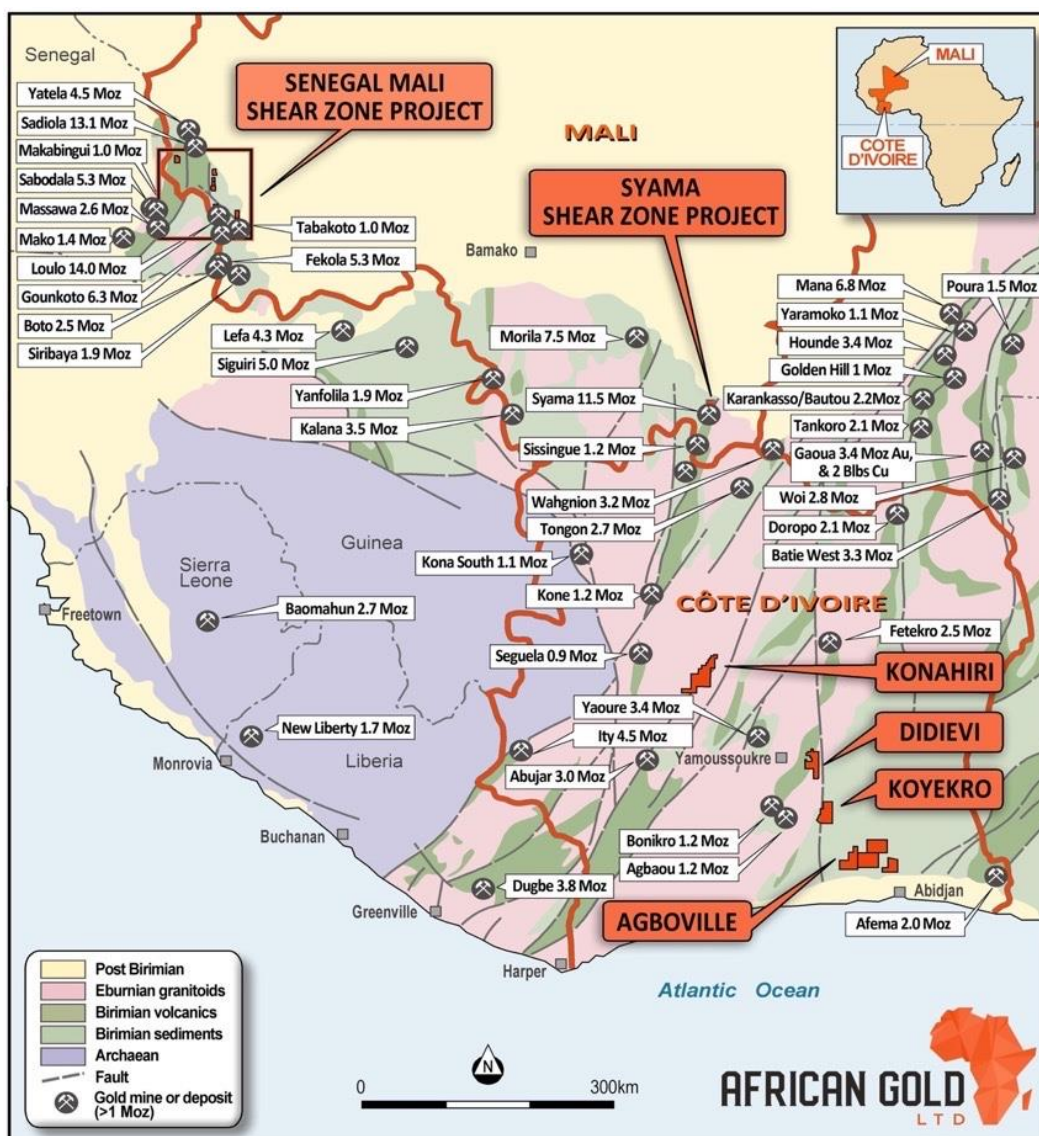 Senegal
Yatela 4.5 Moz
Sadiola 13.1 Moz
Makabingui 1.0 Moz
Sabodala 5.3 Moz
Massawa 2.6 Moz
Mako 1.4 Moz
Loulo 14.0 Moz
Gounkoto 6.3 Moz
Boto 2.5 Moz
Siribaya 1.9 Moz
SENEGAL MALI
SHEAR ZONE PROJECT
MALI
SYAMA
SHEAR ZONE PROJECT
MALI
COTE
D'IVOIRE
Tabakoto 1.0 Moz
Fekola 5.3 Moz
Bamako
Lefa 4.3 Moz
Siguiri 5.0 Moz
Morila 7.5 Moz
Yanfolila 1.9 Moz
Kalana 3.5 Moz
Syama 11.5 Moz
Sissingue 1.2 Moz
Wahgnion 3.2 Moz
Tongon 2.7 Moz
Mana 6.8 Moz
Poura 1.5 Moz
Yaramoko 1.1 Moz
Hounde 3.4 Moz
Golden Hill 1 Moz
Karankasso/Bautou 2.2Moz
Tankoro 2.1 Moz
Gaoua 3.4 Moz Au,
& 2 Blbs Cu
Woi 2.8 Moz
Doropo 2.1 Moz
Batie West 3.3 Moz
Guinea
Sierra
Leone
Freetown
Baomahun 2.7 Moz
Kona South 1.1 Moz
Kone 1.2 Moz
CÔTE D'IVOIRE
Fetekro 2.5 Moz
Seguela 0.9 Moz
KONAHIRI
Yaoure 3.4 Moz
New Liberty 1.7 Moz
Ity 4.5 Moz
DIDIEVI
Monrovia
Liberia
Abujar 3.0 Moz
Yamoussoukre
KOYEKRO
Buchanan
Bonikro 1.2 Moz
Agbaou 1.2 Moz
Dugbe 3.8 Moz
Greenville
AGBOVILLE
Abidjan
Afema 2.0 Moz
Harper
Atlantic Ocean
Post Birimian
Eburnian granitoids
Birimian volcanics
Birimian sediments
Archaean
Fault
Gold mine or deposit
(>1 Moz)
N
0 300km
AFRICAN GOLD
LTD